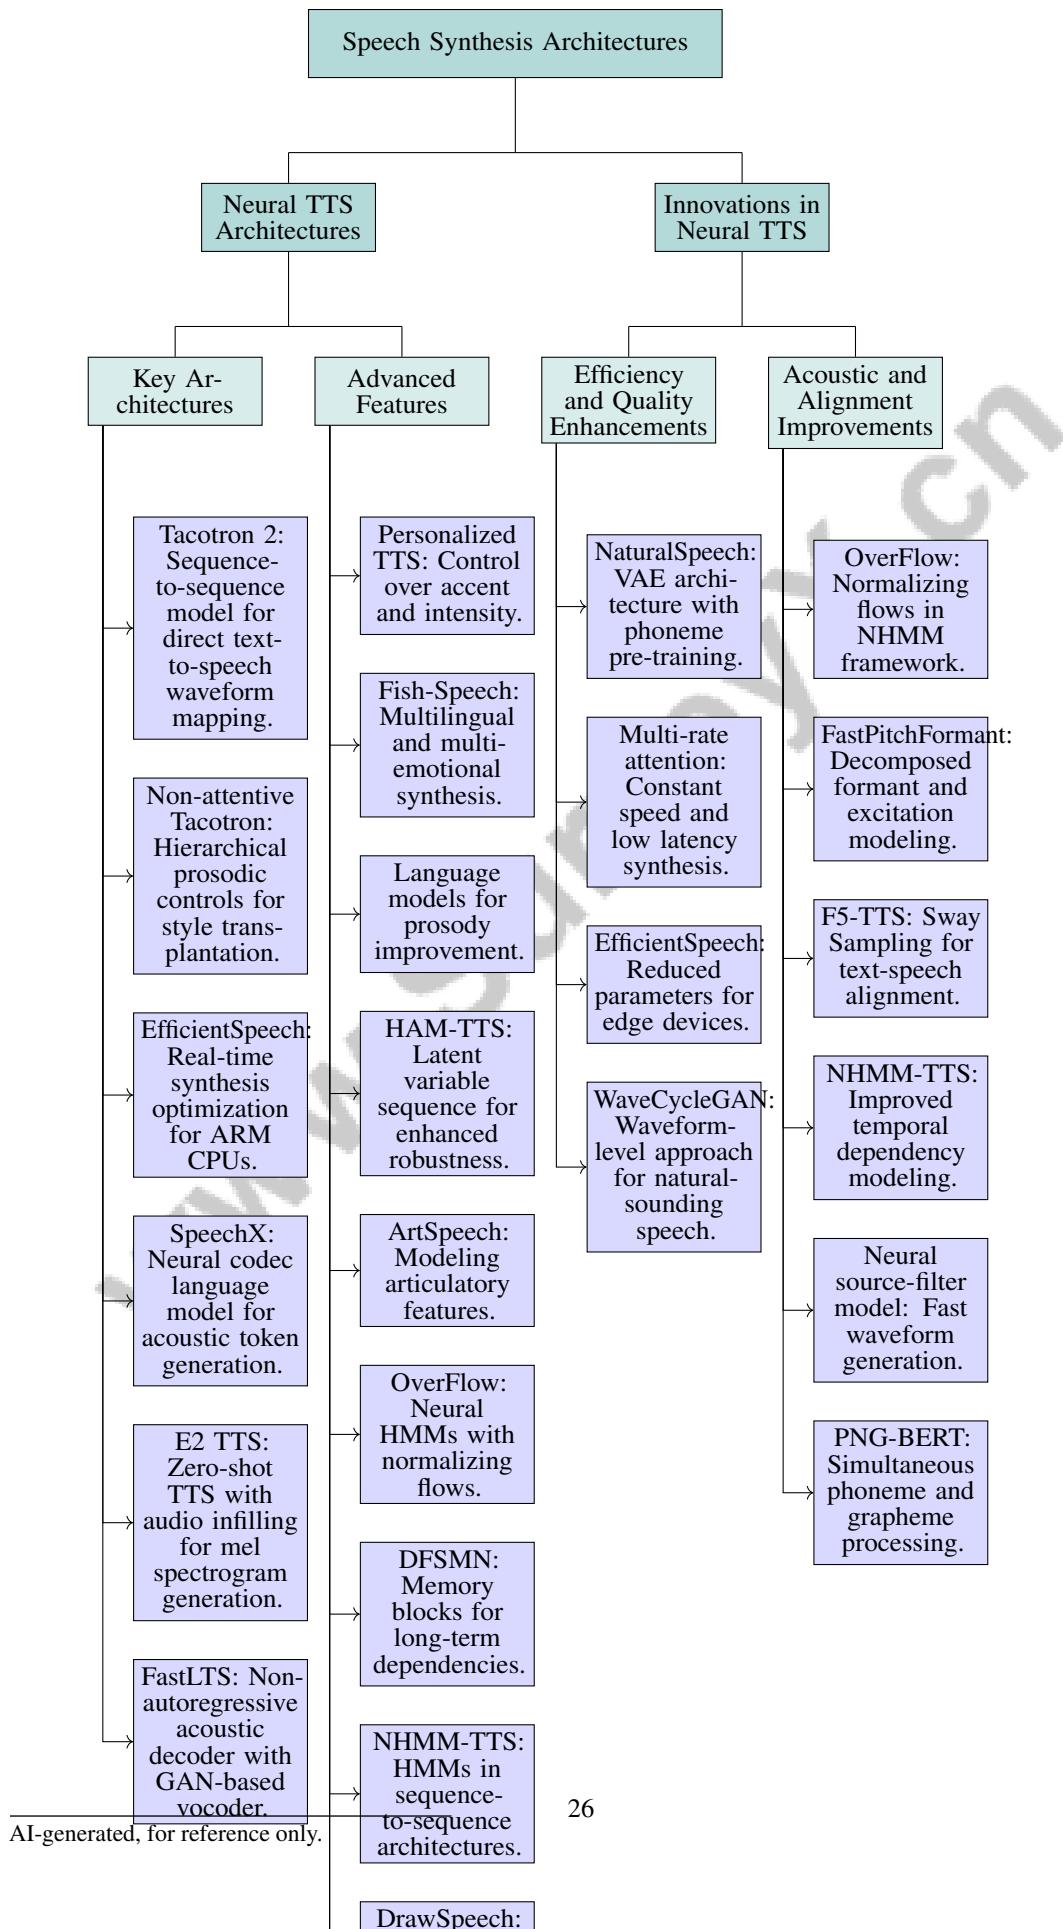 Speech Synthesis Architectures
Neural TTS
Architectures
Innovations in
Neural TTS
Key Ar-
chitectures
Advanced
Features
Efficiency
and Quality
Enhancements
Acoustic and
Alignment
Improvements
Tacotron 2:
Sequence-
to-sequence
model for
direct text-
to-speech
waveform
mapping.
Non-attentive
Tacotron:
Hierarchical
prosodic
controls for
style trans-
plantation.
EfficientSpeech:
Real-time
synthesis
optimization
for ARM
CPUs.
SpeechX:
Neural codec
language
model for
acoustic token
generation.
E2 TTS:
Zero-shot
TTS with
audio infilling
for mel
spectrogram
generation.
FastLTS: Non-
autoregressive
acoustic
decoder with
GAN-based
vocoder.
Personalized
TTS: Control
over accent
and intensity.
Fish-Speech:
Multilingual
and multi-
emotional
synthesis.
Language
models for
prosody
improvement.
HAM-TTS:
Latent
variable
sequence for
enhanced
robustness.
ArtSpeech:
Modeling
articulatory
features.
OverFlow:
Neural
HMMs with
normalizing
flows.
DFSMN:
Memory
blocks for
long-term
dependencies.
NHMM-TTS:
HMMs in
sequence-
to-sequence
architectures.
DrawSpeech:
NaturalSpeech:
VAE archi-
tecture with
phoneme
pre-training.
Multi-rate
attention:
Constant
speed and
low latency
synthesis.
EfficientSpeech:
Reduced
parameters for
edge devices.
WaveCycleGAN:
Waveform-
level approach
for natural-
sounding
speech.
OverFlow:
Normalizing
flows in
NHMM
framework.
FastPitchFormant:
Decomposed
formant and
excitation
modeling.
F5-TTS: Sway
Sampling for
text-speech
alignment.
NHMM-TTS:
Improved
temporal
dependency
modeling.
Neural
source-filter
model: Fast
waveform
generation.
PNG-BERT:
Simultaneous
phoneme and
grapheme
processing.
26
AI-generated, for reference only.